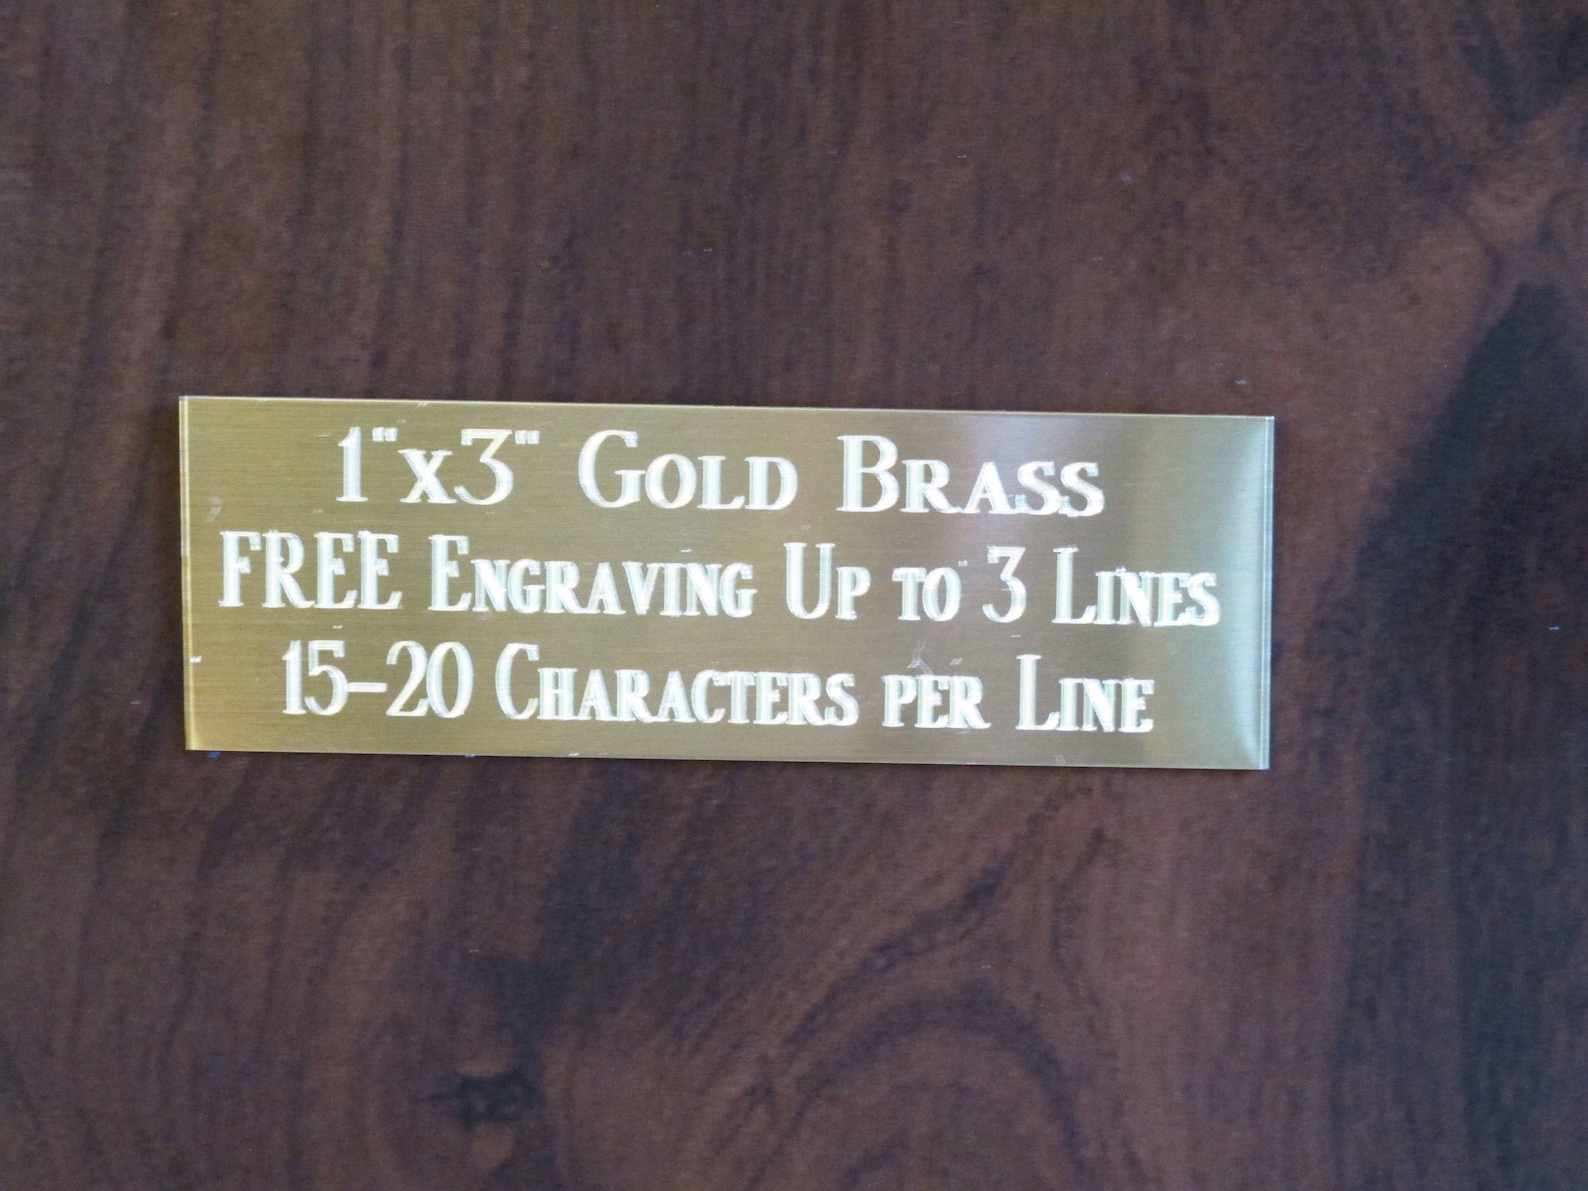 1"x3" Gold Brass
FREE Engraving Up to 3 Lines
15-20 Characters per Line